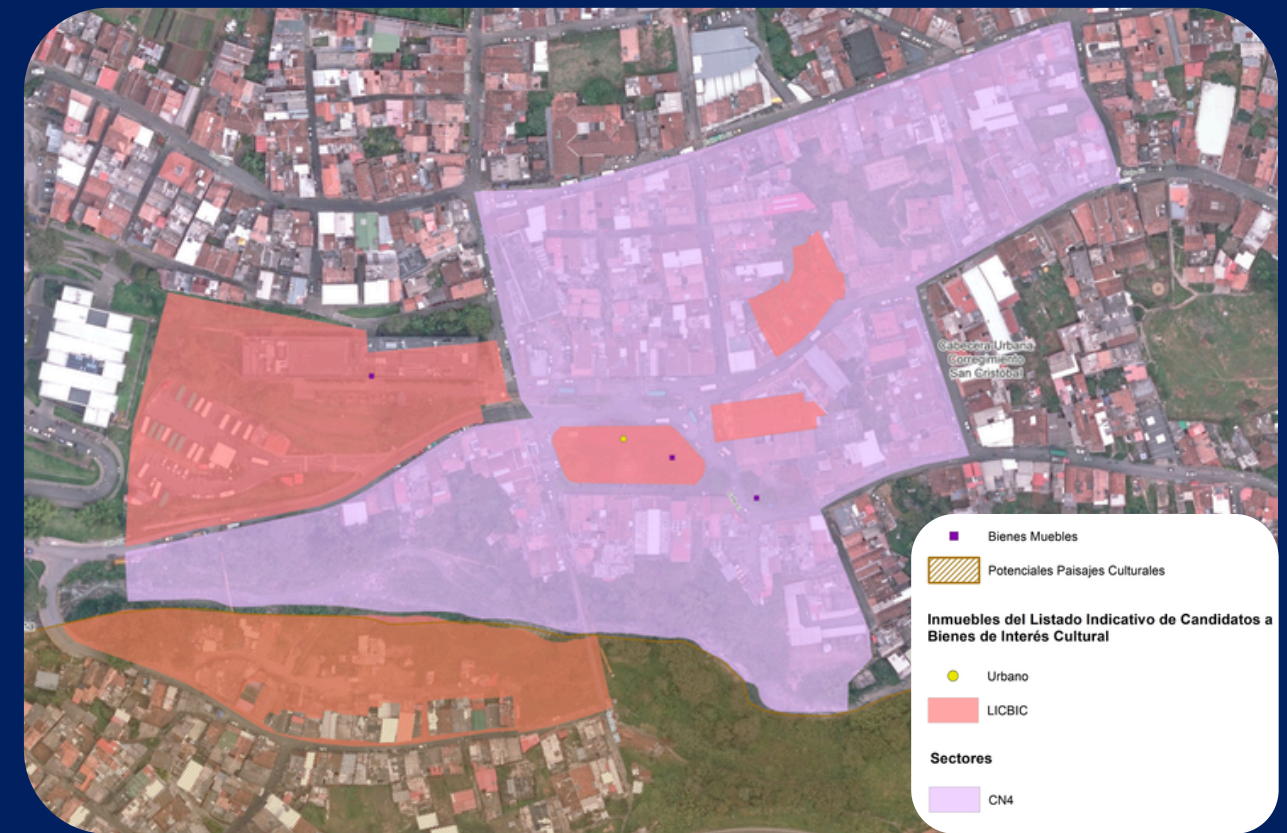 Cabecera Urbana
Corregimiento
San Cristóbal
Bienes Muebles
Potenciales Paisajes Culturales
Inmuebles del Listado Indicativo de Candidatos a
Bienes de Interés Cultural
Urbano
LICBIC
Sectores
CN4